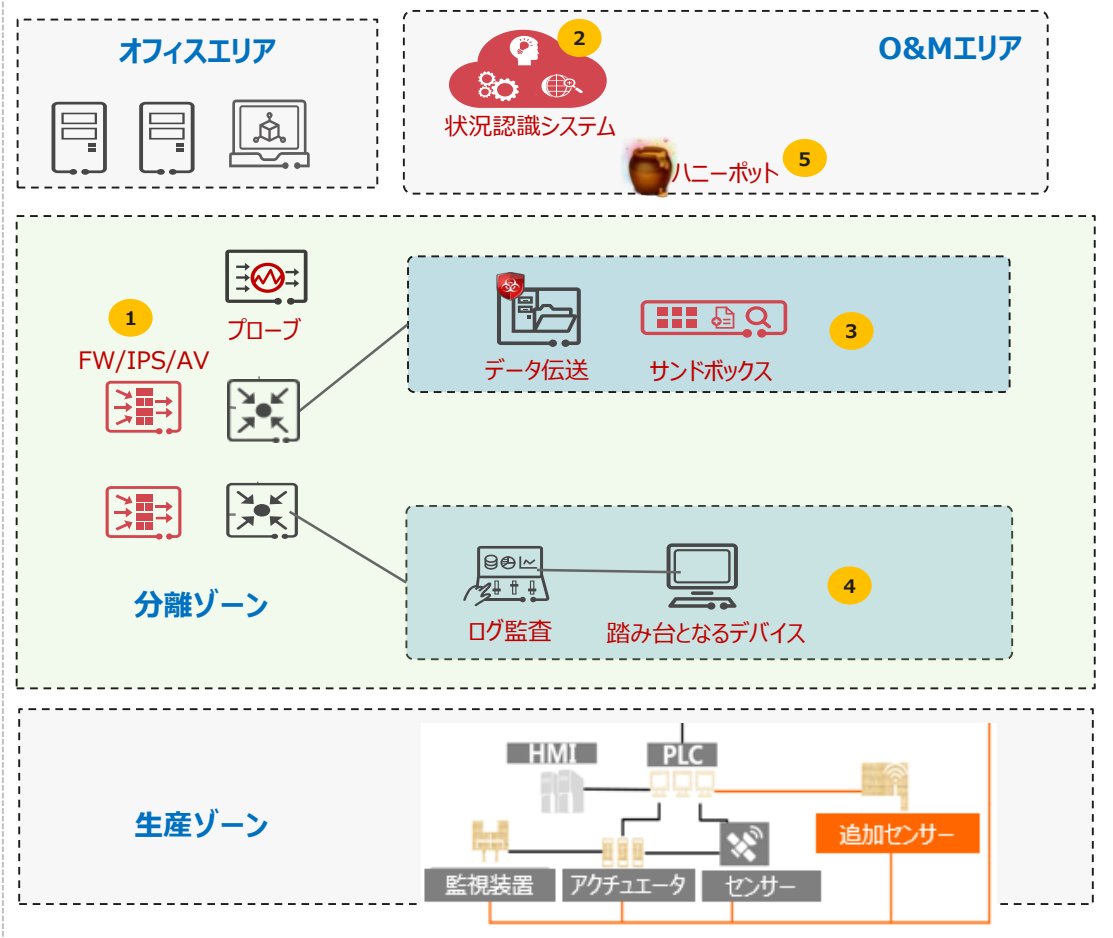 オフィスエリア
O&Mエリア
2
状況認識システム
5
ハニーポット
1
プローブ
FW/IPS/AV
データ伝送
サンドボックス
3
分離ゾーン
ログ監査
踏み台となるデバイス
4
生産ゾーン
HMI
PLC
追加センサー
監視装置
アクチュエータ
センサー